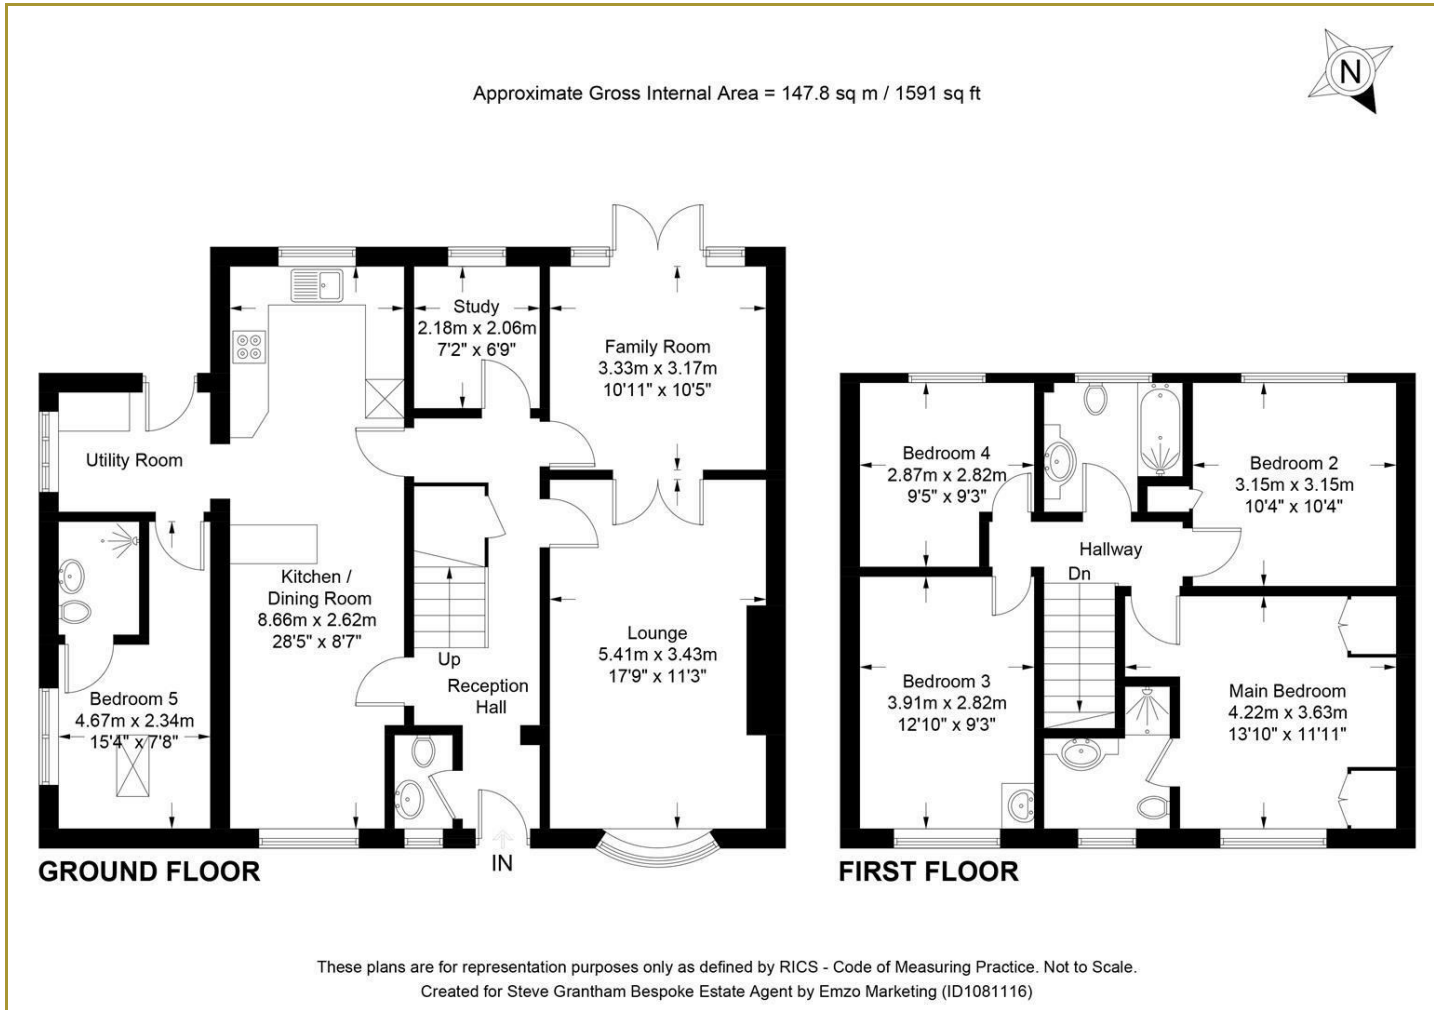 N
Approximate Gross Internal Area = 147.8 sq m / 1591 sq ft
Study
2.18m x 2.06m
7'2" x 6'9"
Family Room
3.33m x 3.17m
10'11" x 10'5"
Utility Room
Kitchen /
Dining Room
8.66m x 2.62m
28'5" x 8'7"
Lounge
5.41m x 3.43m
17'9" x 11'3"
Up
Reception
Hall
Bedroom 5
4.67m x 2.34m
15'4" x 7'8"
IN
GROUND FLOOR
Bedroom 4
2.87m x 2.82m
9'5" x 9'3"
Bedroom 2
3.15m x 3.15m
10'4" x 10'4"
Hallway
Dn
Bedroom 3
3.91m x 2.82m
12'10" x 9'3"
Main Bedroom
4.22m x 3.63m
13'10" x 11'11"
FIRST FLOOR
These plans are for representation purposes only as defined by RICS - Code of Measuring Practice. Not to Scale.
Created for Steve Grantham Bespoke Estate Agent by Emzo Marketing (ID1081116)